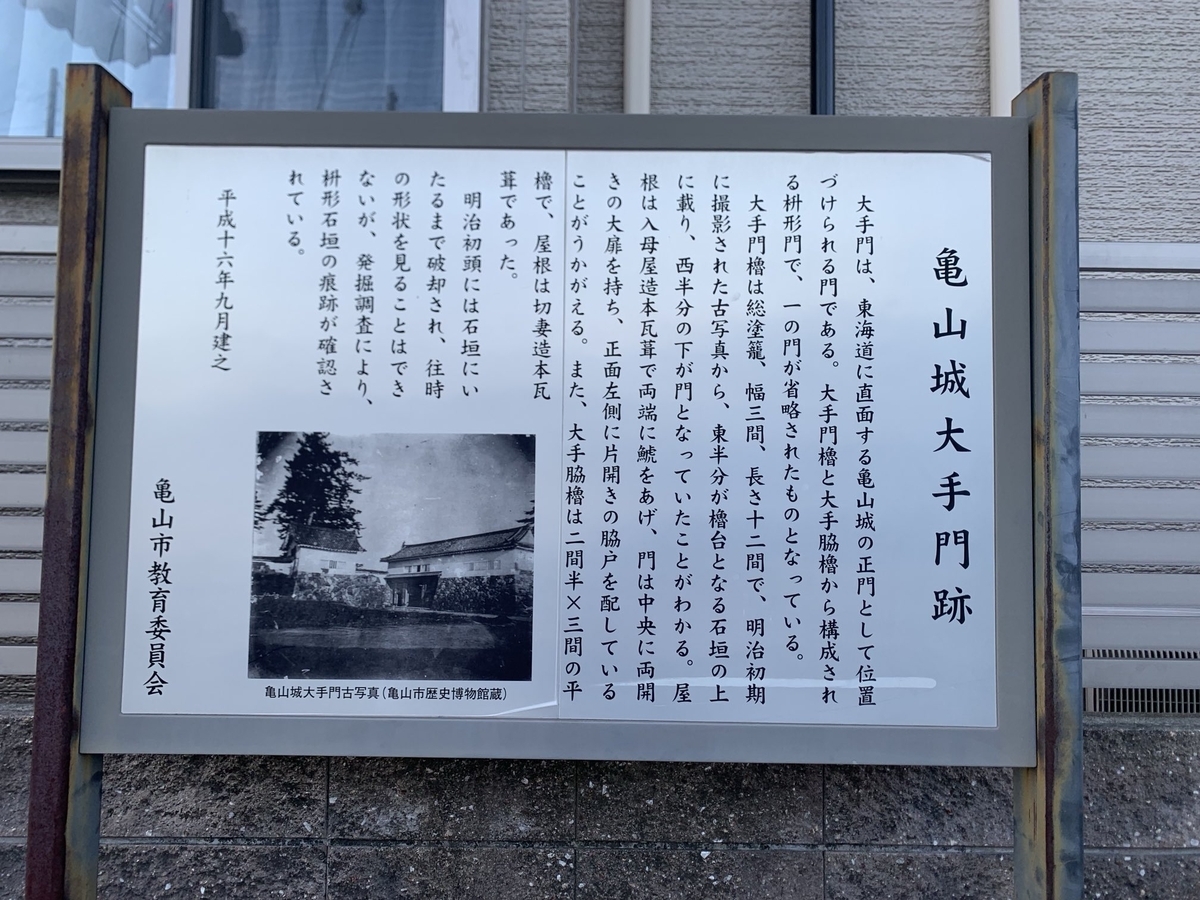 亀山城大手門跡
大手門は、東海道に直面する亀山城の正門として位置
づけられる門である。大手門櫓と大手脇櫓から構成され
る枡形門で、一の門が省略されたものとなっている。
大手門櫓は総塗籠、幅三間、長さ十二間で、明治初期
に撮影された古写真から、東半分が櫓台となる石垣の上
に載り、西半分の下が門となっていたことがわかる。屋
根は入母屋造本瓦葺で両端に鯱をあげ、門は中央に両開
きの大扉を持ち、正面左側に片開きの脇戸を配している
ことがうかがえる。また、大手脇櫓は二間半×三間の平
櫓で、屋根は切妻造本瓦
葺であった。
明治初頭には石垣にい
たるまで破却され、往時
の形状を見ることはでき
ないが、発掘調査により、
枡形石垣の痕跡が確認さ
れている。
平成十六年九月建之
亀山市教育委員会
亀山城大手門古写真(亀山市歴史博物館蔵)